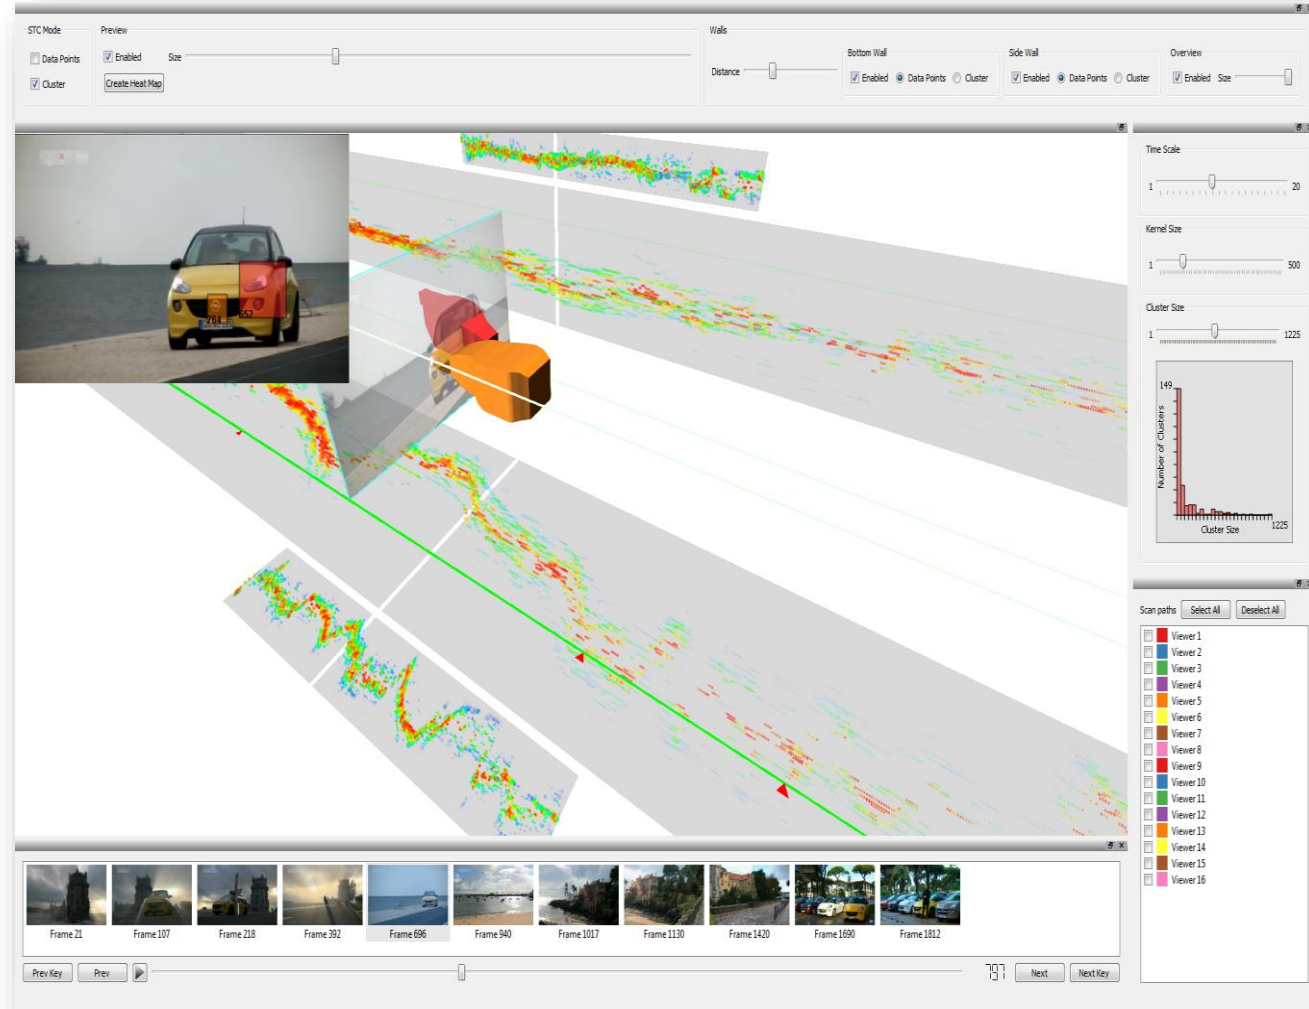 STC Mode
Data Points
Cluster
Preview
Enabled Size
Create Heat Map
Walls
Distance
Bottom Wall
Enabled Data Points Cluster
Side Wall
Enabled Data Points Cluster
Overview
Enabled Size
764
652
Time Scale
1 20
Kernel Size
1 500
Cluster Size
1 1225
149
Number of Clusters
1225
Cluster Size
Scan paths Select All Deselect All
Viewer 1
Viewer 2
Viewer 3
Viewer 4
Viewer 5
Viewer 6
Viewer 7
Viewer 8
Viewer 9
Viewer 10
Viewer 11
Viewer 12
Viewer 13
Viewer 14
Viewer 15
Viewer 16
Frame 21
Frame 107
Frame 218
Frame 392
Frame 696
Frame 940
Frame 1017
Frame 1130
Frame 1420
Frame 1690
Frame 1812
Prev Key Prev 797 Next Next Key